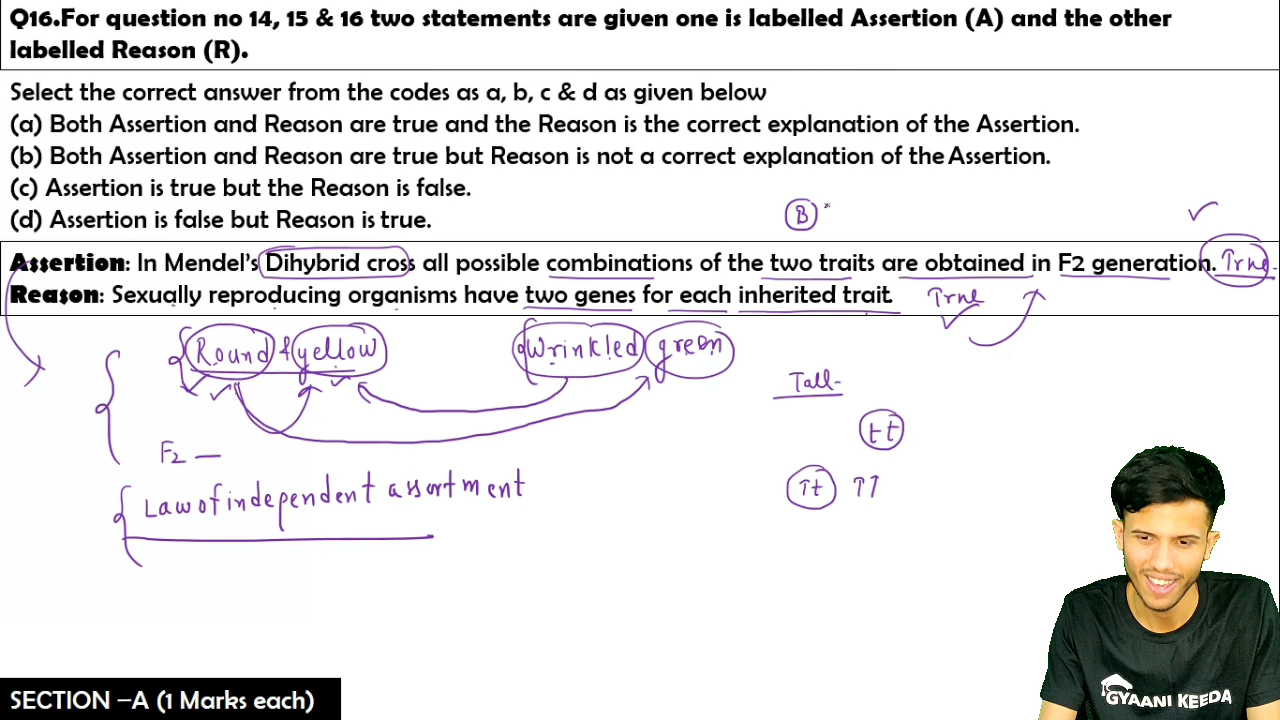 Q16.For question no 14, 15 & 16 two statements are given one is labelled Assertion (A) and the other
labelled Reason (R).
Select the correct answer from the codes as a, b, c & d as given below
(a) Both Assertion and Reason are true and the Reason is the correct explanation of the Assertion.
(b) Both Assertion and Reason are true but Reason is not a correct explanation of the Assertion.
(c) Assertion is true but the Reason is false.
(d) Assertion is false but Reason is true.
B
Assertion: In Mendel's Dihybrid cross all possible combinations of the two traits are obtained in F2 generation. True
Reason: Sexually reproducing organisms have two genes for each inherited trait. True
Round & yellow wrinkled green
Tall
tt
F2 —
Law of independent assortment
Tt TT
GYAANI KEEDA
SECTION –A (1 Marks each)